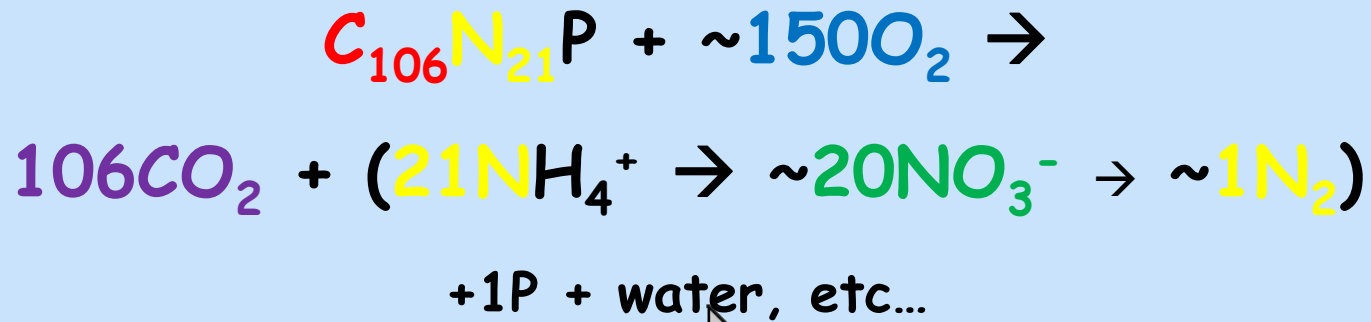 C₁₀₆N₂₁P + ~150O₂ →
106CO₂ + (21NH₄⁺ → ~20NO₃⁻ → ~1N₂)
+1P + water, etc…